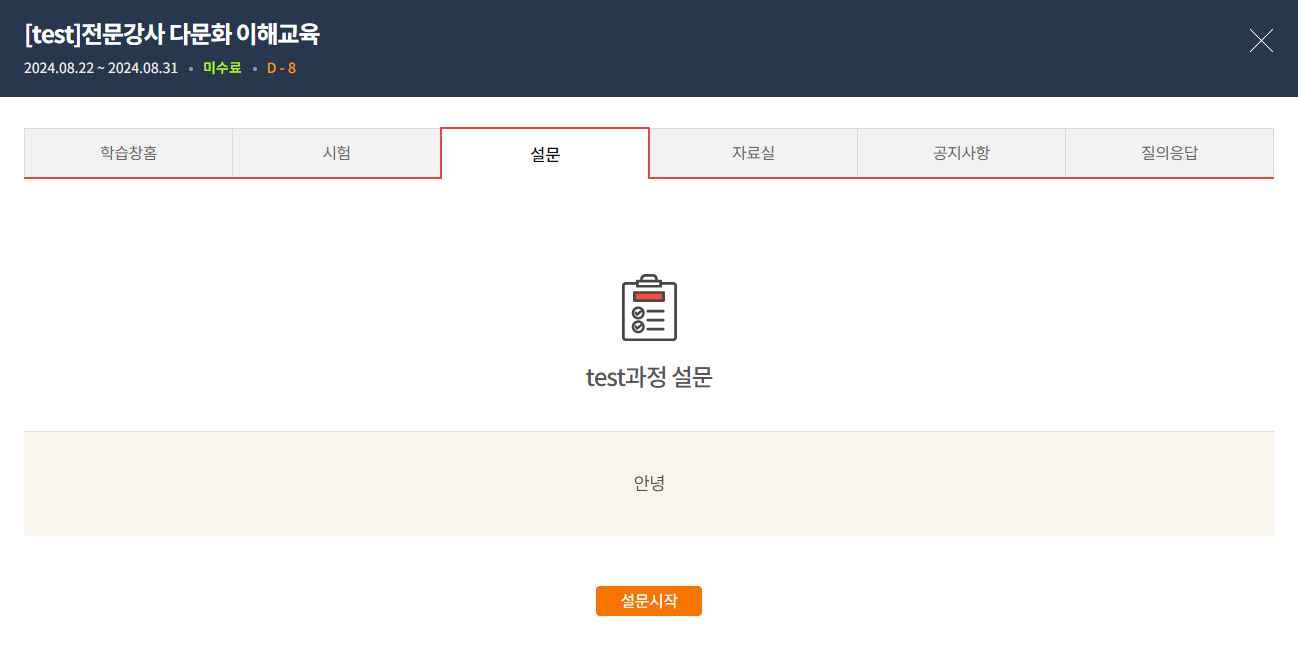 [test]전문강사 다문화 이해교육
2024.08.22 ~ 2024.08.31 • 미수료 • D - 8
학습창홈 시험 설문 자료실 공지사항 질의응답
test과정 설문
안녕
설문시작